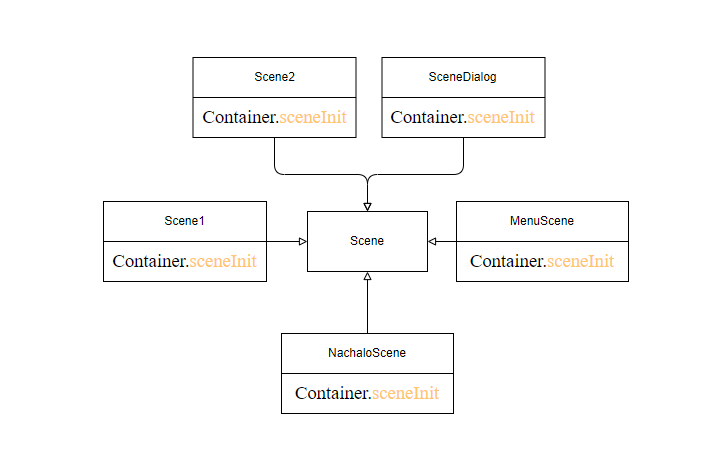 Scene2
Container.sceneInit
SceneDialog
Container.sceneInit
Scene1
Container.sceneInit
Scene
MenuScene
Container.sceneInit
NachaloScene
Container.sceneInit